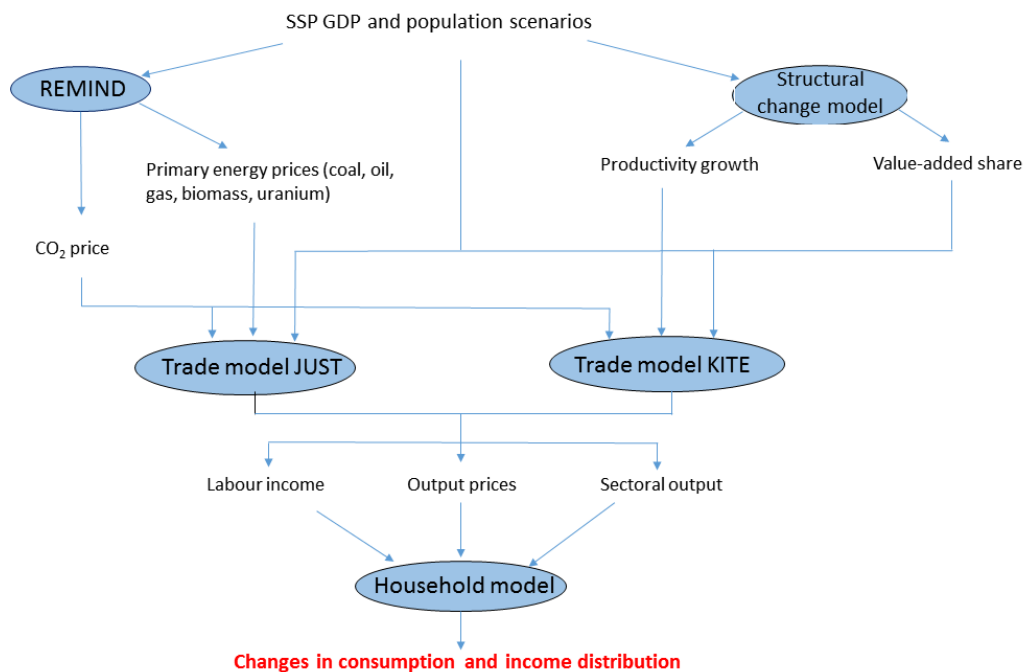 SSP GDP and population scenarios
REMIND
Structural
change model
Primary energy prices (coal, oil,
gas, biomass, uranium)
Productivity growth
Value-added share
CO₂ price
Trade model JUST
Trade model KITE
Labour income
Output prices
Sectoral output
Household model
Changes in consumption and income distribution